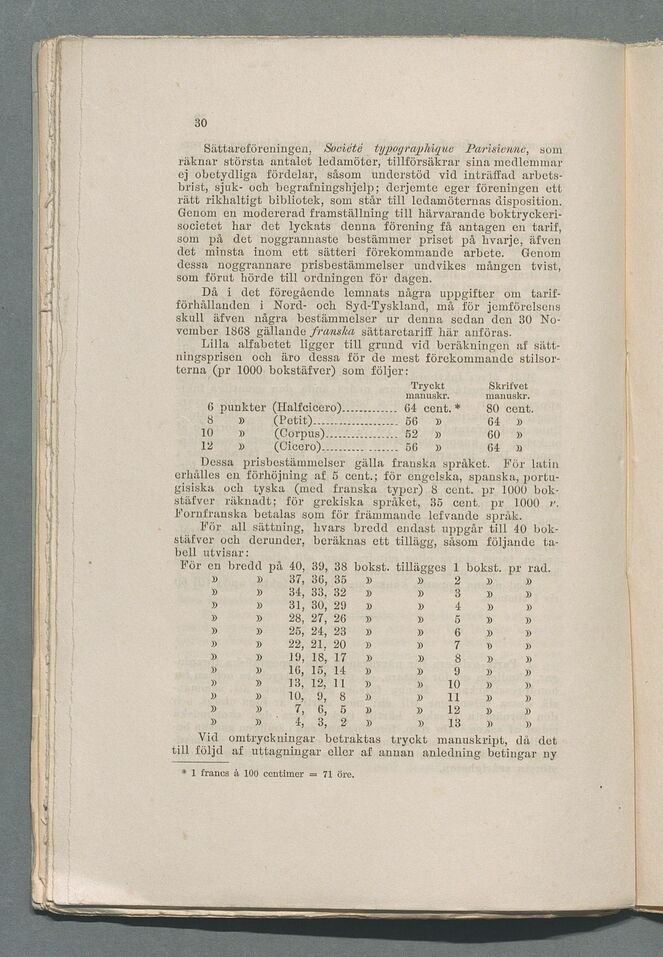 30
Sättareföreningen, Société typographique Parisienne, som
räknar största antalet ledamöter, tillförsäkrar sina medlemmar
ej obetydliga fördelar, såsom understöd vid inträffad arbets-
brist, sjuk- och begrafningshjelp; derjemte eger föreningen ett
rätt rikhaltigt bibliotek, som står till ledamöternas disposition.
Genom en modererad framställning till härvarande boktryckeri-
societet har det lyckats denna förening få antagen en tarif,
som på det noggrannaste bestämmer priset på hvarje, äfven
det minsta inom ett sätteri förekommande arbete. Genom
dessa noggrannare prisbestämmelser undvikes mången tvist,
som förut hörde till ordningen för dagen.
Då i det föregående lemnats några uppgifter om tarif-
förhållanden i Nord- och Syd-Tyskland, må för jemförelsens
skull äfven några bestämmelser ur denna sedan den 30 No-
vember 1868 gällande franska sättaretariff här anföras.
Lilla alfabetet ligger till grund vid beräkningen af sätt-
ningsprisen och äro dessa för de mest förekommande stilsor-
terna (pr 1000 bokstäfver) som följer:
Tryckt Skrifvet
manuskr. manuskr.
6 punkter (Halfcicero)............ 64 cent.* 80 cent.
8 » (Petit)..................... 56 » 64 »
10 » (Corpus).................. 52 » 60 »
12 » (Cicero)................... 56 » 64 »
Dessa prisbestämmelser gälla franska språket. För latin
erhålles en förhöjning af 5 cent.; för engelska, spanska, portu-
gisiska och tyska (med franska typer) 8 cent. pr 1000 bok-
stäfver räknadt; för grekiska språket, 35 cent. pr 1000 ν.
Fornfranska betalas som för främmande lefvande språk.
För all sättning, hvars bredd endast uppgår till 40 bok-
stäfver och derunder, beräknas ett tillägg, såsom följande ta-
bell utvisar:
För en bredd på 40, 39, 38 bokst. tillägges 1 bokst. pr rad.
» » 37, 36, 35 » » 2 » »
» » 34, 33, 32 » » 3 » »
» » 31, 30, 29 » » 4 » »
» » 28, 27, 26 » » 5 » »
» » 25, 24, 23 » » 6 » »
» » 22, 21, 20 » » 7 » »
» » 19, 18, 17 » » 8 » »
» » 16, 15, 14 » » 9 » »
» » 13, 12, 11 » » 10 » »
» » 10, 9, 8 » » 11 » »
» » 7, 6, 5 » » 12 » »
» » 4, 3, 2 » » 13 » »
Vid omtryckningar betraktas tryckt manuskript, då det
till följd af uttagningar eller af annan anledning betingar ny
* 1 francs à 100 centimer = 71 öre.